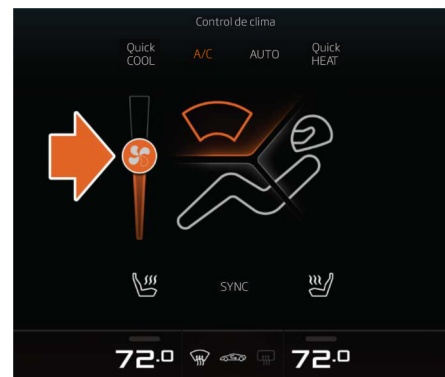 Control de clima
Quick COOL A/C AUTO Quick HEAT
SYNC
72.0 72.0